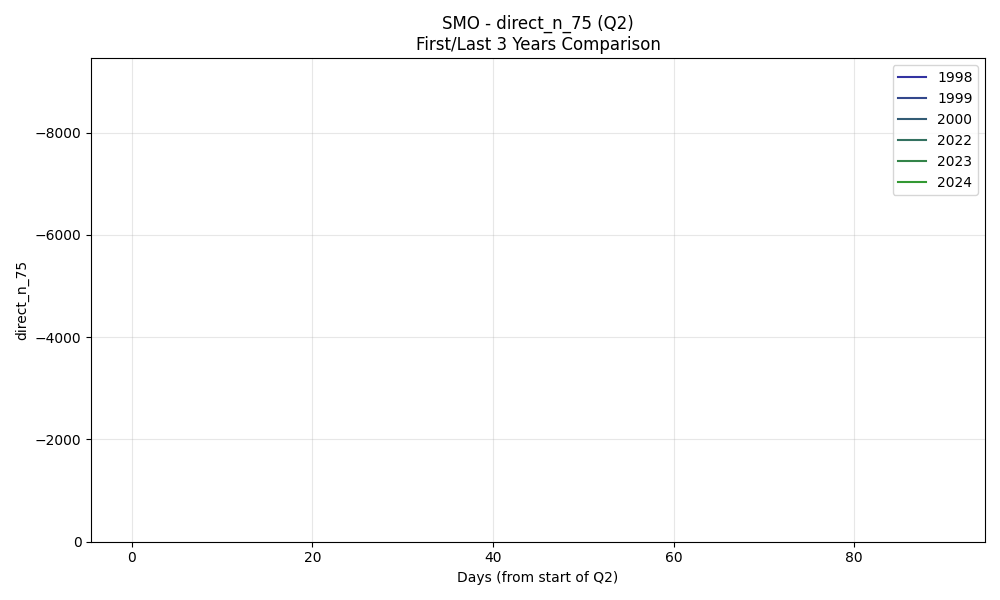 SMO - direct_n_75 (Q2)
First/Last 3 Years Comparison
1998
1999
2000
2022
2023
2024
−8000
−6000
−4000
−2000
0
direct_n_75
0 20 40 60 80
Days (from start of Q2)